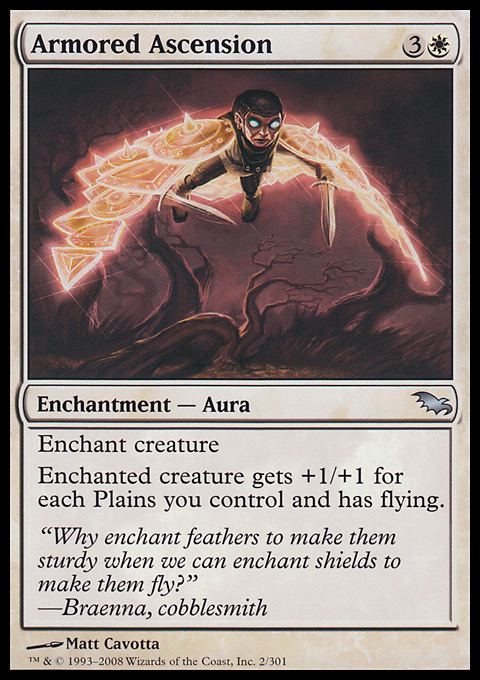 Armored Ascension 3
Enchantment — Aura
Enchant creature
Enchanted creature gets +1/+1 for
each Plains you control and has flying.
“Why enchant feathers to make them
sturdy when we can enchant shields to
make them fly?”
—Braenna, cobblesmith
Matt Cavotta
™ & © 1993–2008 Wizards of the Coast, Inc. 2/301